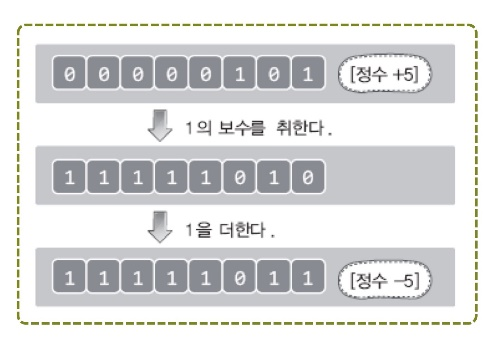 0 0 0 0 0 1 0 1 [정수 +5]
1의 보수를 취한다.
1 1 1 1 1 0 1 0
1을 더한다.
1 1 1 1 1 0 1 1 [정수 –5]